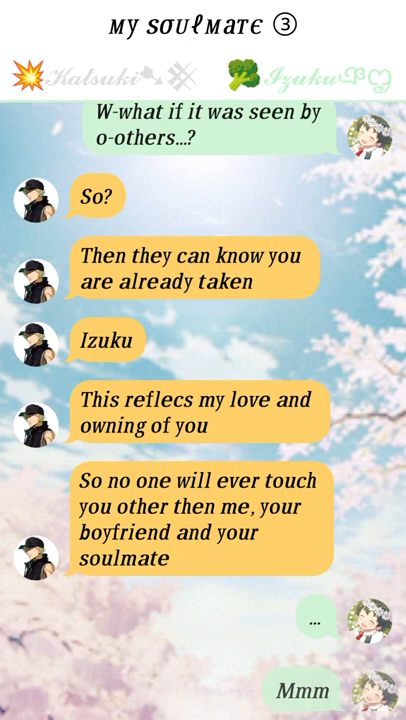 my soulmate ③
Katsuki
Izuku
W-what if it was seen by
o-others...?
So?
Then they can know you
are already taken
Izuku
This reflecs my love and
owning of you
So no one will ever touch
you other then me, your
boyfriend and your
soulmate
...
Mmm